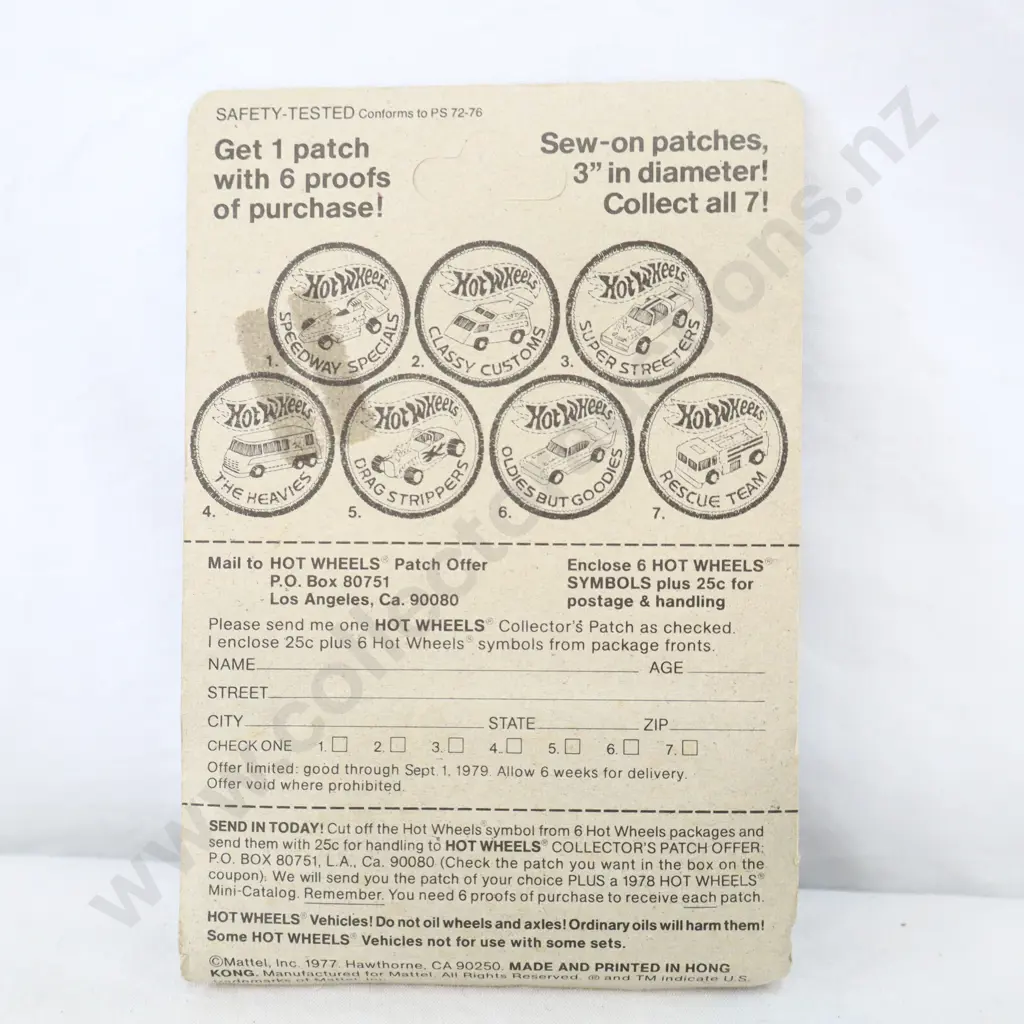 SAFETY-TESTED Conforms to PS 72-76
Get 1 patch
with 6 proofs
of purchase!
Sew-on patches,
3" in diameter!
Collect all 7!
HOT WHEELS
SPEEDWAY SPECIALS
1.
HOT WHEELS
CLASSY CUSTOMS
2.
HOT WHEELS
SUPER STREETERS
3.
HOT WHEELS
THE HEAVIES
4.
HOT WHEELS
DRAG STRIPPERS
5.
HOT WHEELS
OLDIES BUT GOODIES
6.
HOT WHEELS
RESCUE TEAM
7.
Mail to HOT WHEELS® Patch Offer
P.O. Box 80751
Los Angeles, Ca. 90080
Enclose 6 HOT WHEELS®
SYMBOLS plus 25c for
postage & handling
Please send me one HOT WHEELS® Collector's Patch as checked.
I enclose 25c plus 6 Hot Wheels® symbols from package fronts.
NAME AGE
STREET
CITY STATE ZIP
CHECK ONE 1. 2. 3. 4. 5. 6. 7.
Offer limited: good through Sept. 1, 1979. Allow 6 weeks for delivery.
Offer void where prohibited.
SEND IN TODAY! Cut off the Hot Wheels symbol from 6 Hot Wheels packages and
send them with 25c for handling to HOT WHEELS® COLLECTOR'S PATCH OFFER:
P.O. BOX 80751, L.A., Ca. 90080 (Check the patch you want in the box on the
coupon). We will send you the patch of your choice PLUS a 1978 HOT WHEELS®
Mini-Catalog. Remember: You need 6 proofs of purchase to receive each patch.
HOT WHEELS® Vehicles! Do not oil wheels and axles! Ordinary oils will harm them!
Some HOT WHEELS® Vehicles not for use with some sets.
©Mattel, Inc. 1977. Hawthorne, CA 90250. MADE AND PRINTED IN HONG
KONG. Manufactured for Mattel. All Rights Reserved. ® and TM indicate U.S.
trademarks of Mattel, Inc.
www.collectorauctions.nz